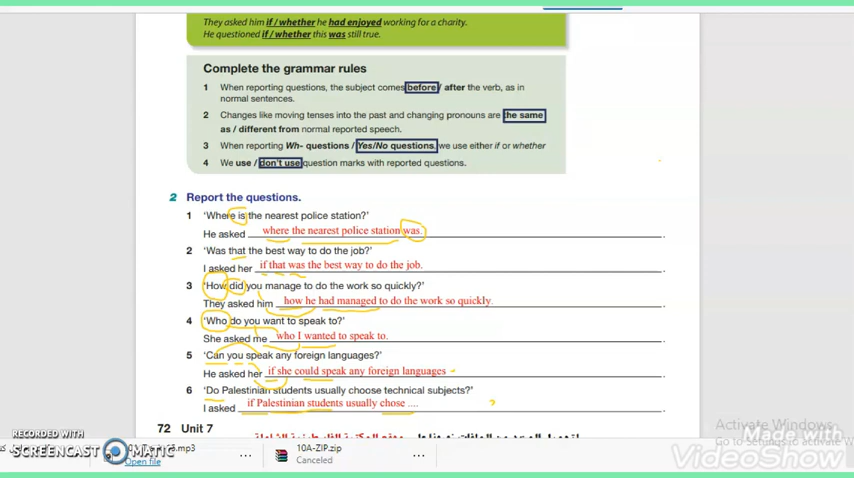 They asked him if / whether he had enjoyed working for a charity.
He questioned if / whether this was still true.
Complete the grammar rules
1 When reporting questions, the subject comes before / after the verb, as in
normal sentences.
2 Changes like moving tenses into the past and changing pronouns are the same
as / different from normal reported speech.
3 When reporting Wh- questions / Yes/No questions, we use either if or whether
4 We use / don't use question marks with reported questions.
2 Report the questions.
1 'Where is the nearest police station?'
He asked where the nearest police station was.
2 'Was that the best way to do the job?'
I asked her if that was the best way to do the job.
3 'How did you manage to do the work so quickly?'
They asked him how he had managed to do the work so quickly.
4 'Who do you want to speak to?'
She asked me who I wanted to speak to.
5 'Can you speak any foreign languages?'
He asked her if she could speak any foreign languages
6 'Do Palestinian students usually choose technical subjects?'
I asked if Palestinian students usually chose .... ?
72 Unit 7
Activate Windows
Go to Settings to activate W
RECORDED WITH
SCREENCAST MATIC
Made With
VideoShow
.mp3
Open file
...
10A-ZIP.zip
Canceled
...